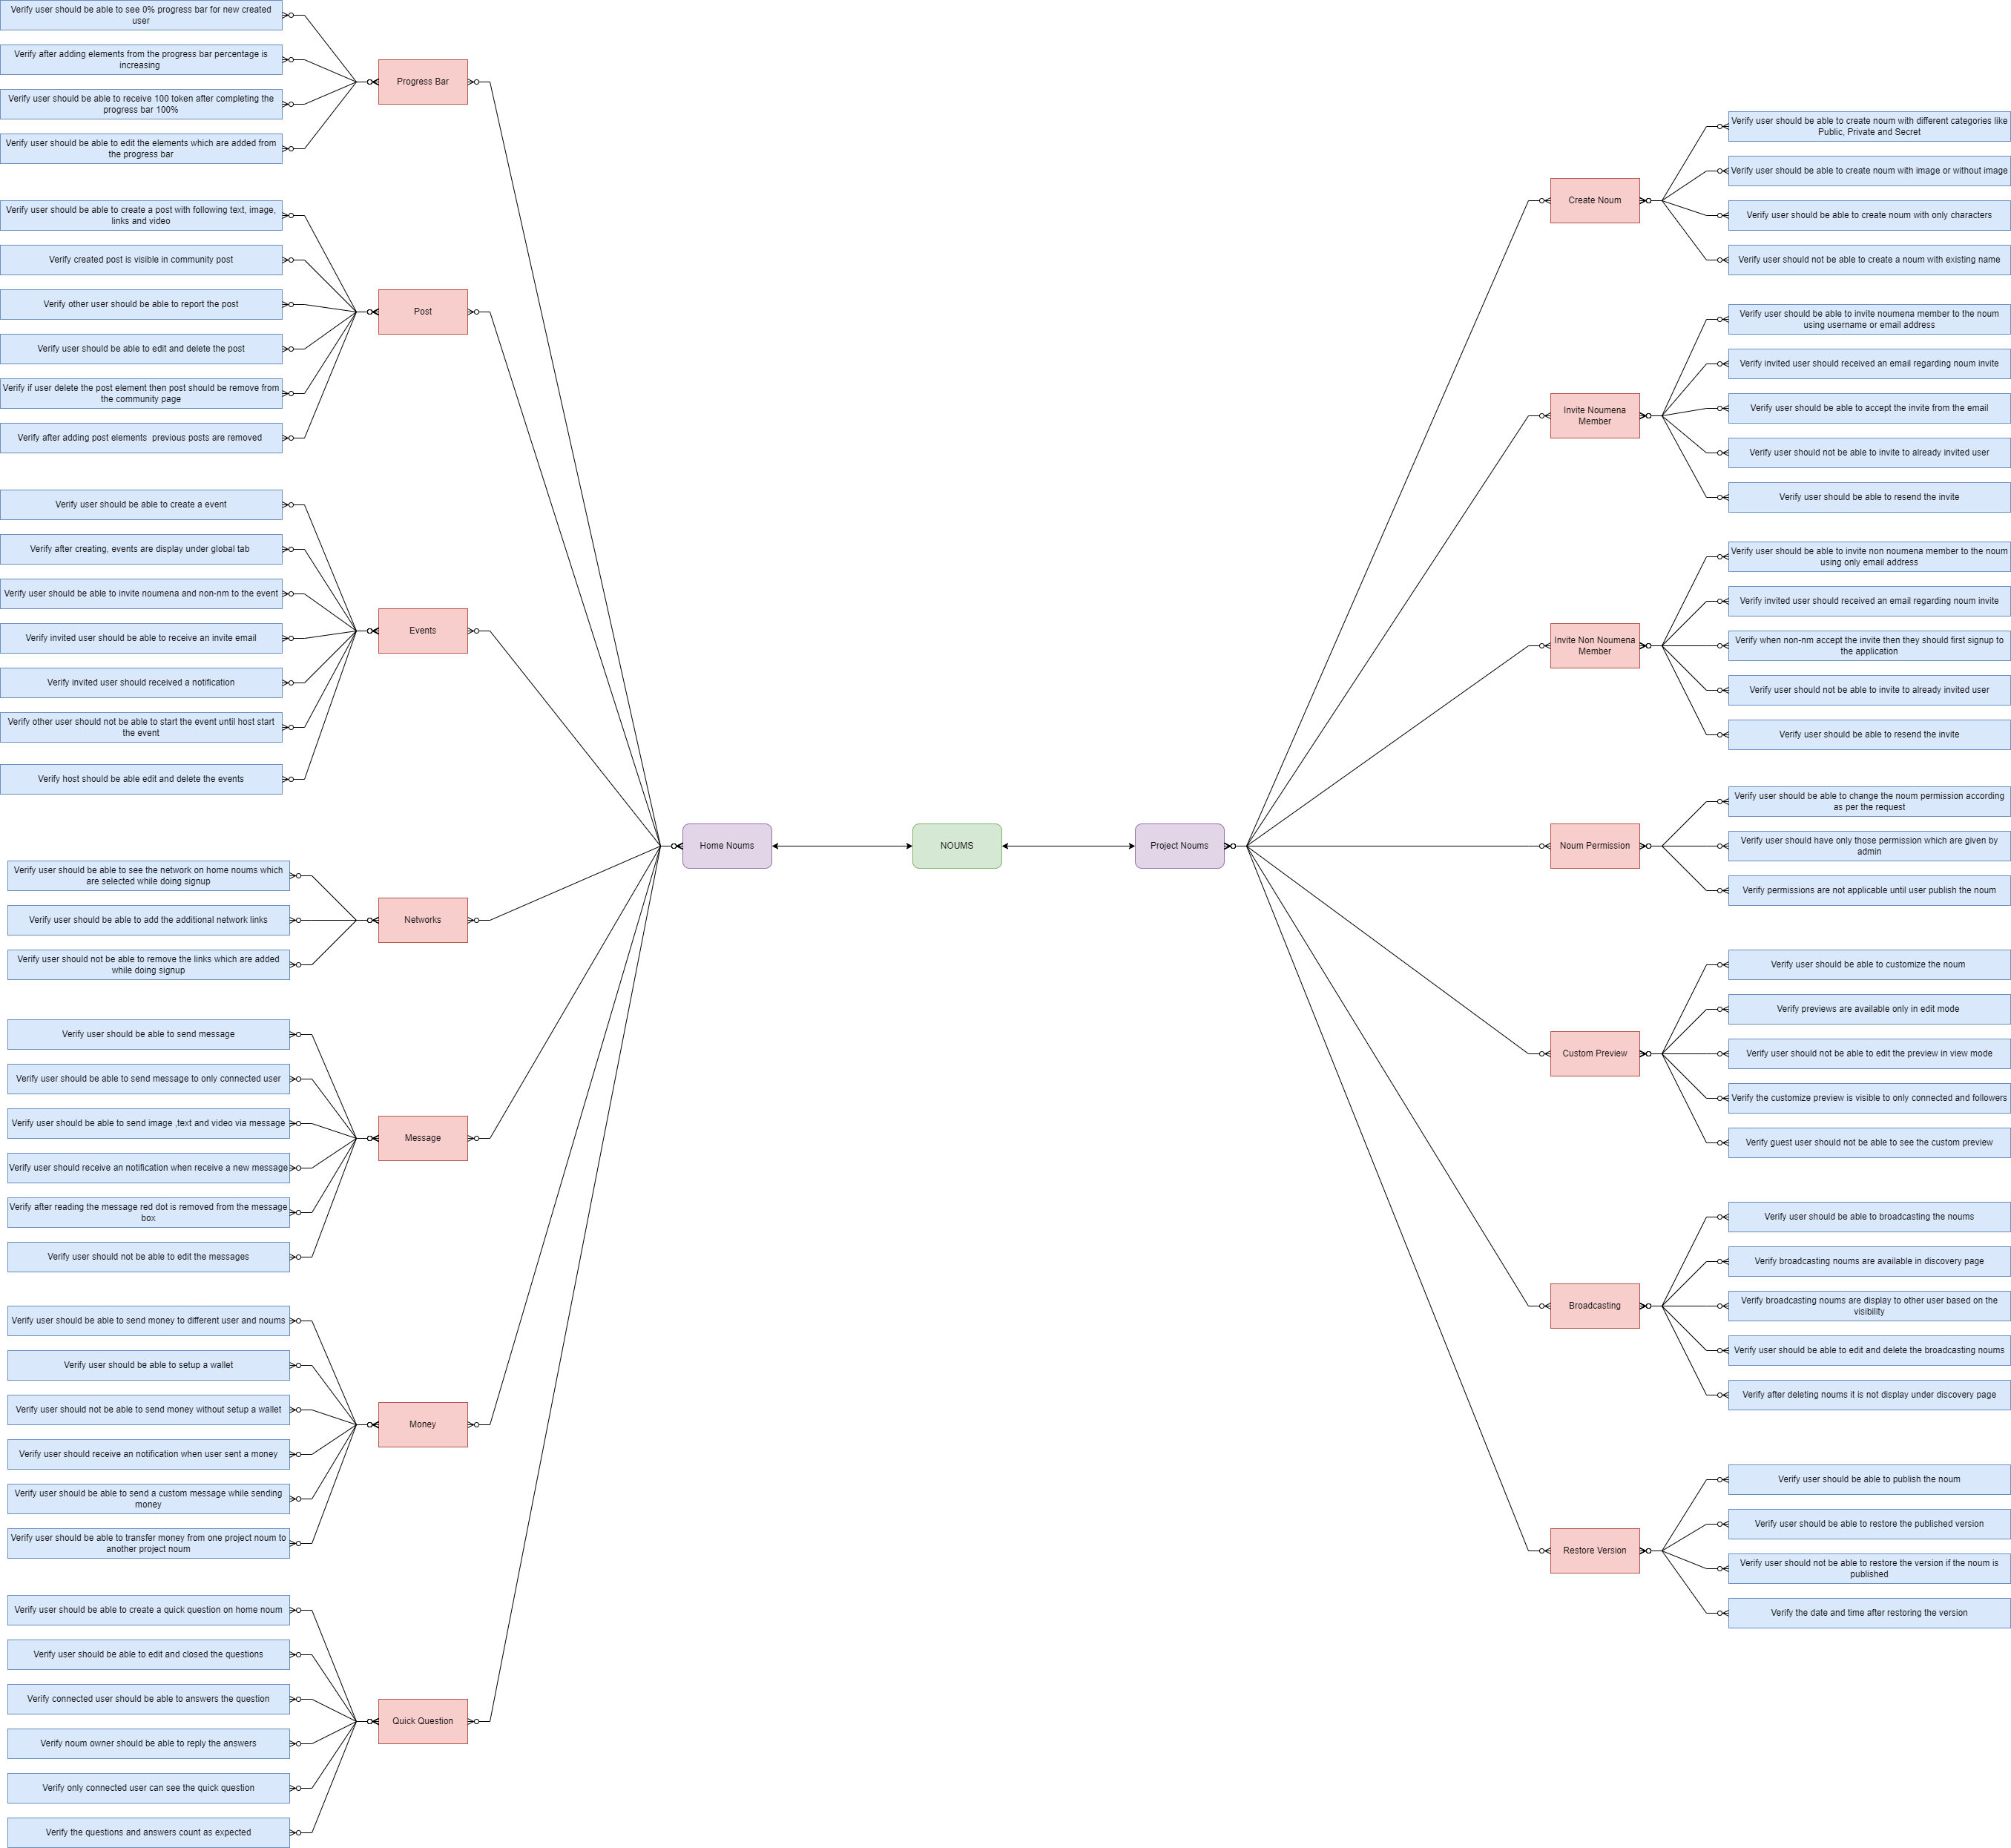 Verify user should be able to see 0% progress bar for new created
user
Verify after adding elements from the progress bar percentage is
increasing
Verify user should be able to receive 100 token after completing the
progress bar 100%
Verify user should be able to edit the elements which are added from
the progress bar
Progress Bar
Verify user should be able to create a post with following text, image,
links and video
Verify created post is visible in community post
Verify other user should be able to report the post
Verify user should be able to edit and delete the post
Verify if user delete the post element then post should be remove from
the community page
Verify after adding post elements  previous posts are removed
Post
Verify user should be able to create a event
Verify after creating, events are display under global tab
Verify user should be able to invite noumena and non-nm to the event
Verify invited user should be able to receive an invite email
Verify invited user should received a notification
Verify other user should not be able to start the event until host start
the event
Verify host should be able edit and delete the events
Events
Verify user should be able to see the network on home noums which
are selected while doing signup
Verify user should be able to add the additional network links
Verify user should not be able to remove the links which are added
while doing signup
Networks
Verify user should be able to send message
Verify user should be able to send message to only connected user
Verify user should be able to send image ,text and video via message
Verify user should receive an notification when receive a new message
Verify after reading the message red dot is removed from the message
box
Verify user should not be able to edit the messages
Message
Verify user should be able to send money to different user and noums
Verify user should be able to setup a wallet
Verify user should not be able to send money without setup a wallet
Verify user should receive an notification when user sent a money
Verify user should be able to send a custom message while sending
money
Verify user should be able to transfer money from one project noum to
another project noum
Money
Verify user should be able to create a quick question on home noum
Verify user should be able to edit and closed the questions
Verify connected user should be able to answers the question
Verify noum owner should be able to reply the answers
Verify only connected user can see the quick question
Verify the questions and answers count as expected
Quick Question
Home Noums
NOUMS
Project Noums
Create Noum
Verify user should be able to create noum with different categories like
Public, Private and Secret
Verify user should be able to create noum with image or without image
Verify user should be able to create noum with only characters
Verify user should not be able to create a noum with existing name
Invite Noumena
Member
Verify user should be able to invite noumena member to the noum
using username or email address
Verify invited user should received an email regarding noum invite
Verify user should be able to accept the invite from the email
Verify user should not be able to invite to already invited user
Verify user should be able to resend the invite
Invite Non Noumena
Member
Verify user should be able to invite non noumena member to the noum
using only email address
Verify invited user should received an email regarding noum invite
Verify when non-nm accept the invite then they should first signup to
the application
Verify user should not be able to invite to already invited user
Verify user should be able to resend the invite
Noum Permission
Verify user should be able to change the noum permission according
as per the request
Verify user should have only those permission which are given by
admin
Verify permissions are not applicable until user publish the noum
Custom Preview
Verify user should be able to customize the noum
Verify previews are available only in edit mode
Verify user should not be able to edit the preview in view mode
Verify the customize preview is visible to only connected and followers
Verify guest user should not be able to see the custom preview
Broadcasting
Verify user should be able to broadcasting the noums
Verify broadcasting noums are available in discovery page
Verify broadcasting noums are display to other user based on the
visibility
Verify user should be able to edit and delete the broadcasting noums
Verify after deleting noums it is not display under discovery page
Restore Version
Verify user should be able to publish the noum
Verify user should be able to restore the published version
Verify user should not be able to restore the version if the noum is
published
Verify the date and time after restoring the version